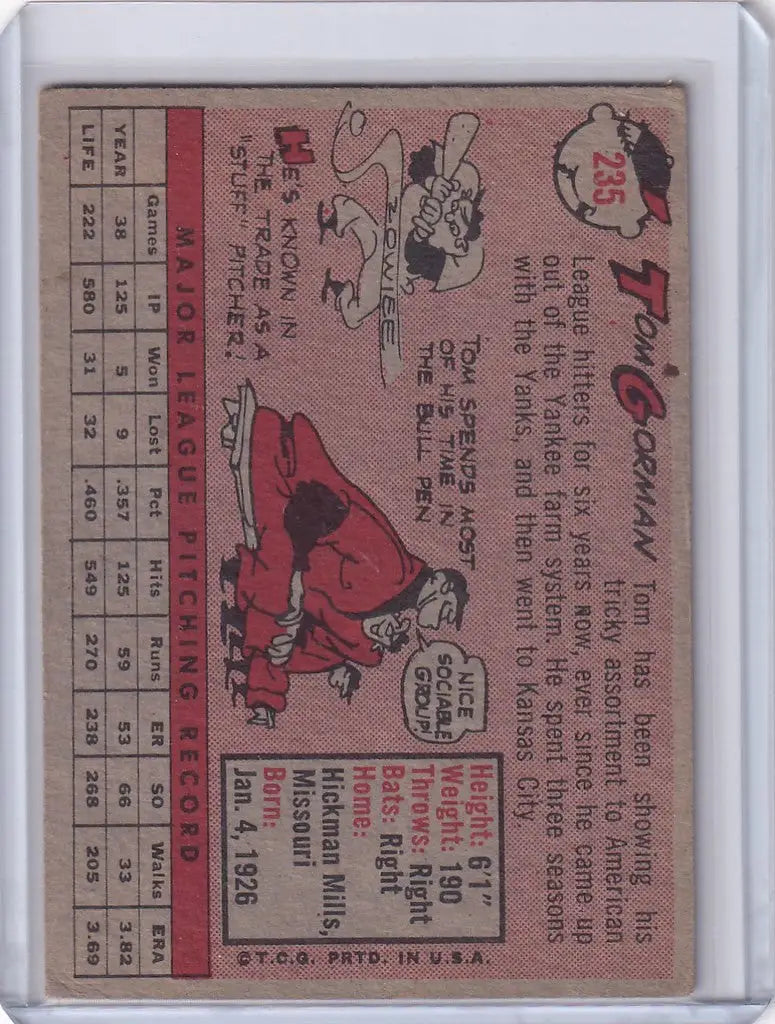 235
TOM GORMAN Tom has been showing his
tricky assortment to American
League hitters for six years now, ever since he came up
out of the Yankee farm system. He spent three seasons
with the Yanks, and then went to Kansas City.
ZOWIEE
HE'S KNOWN IN
THE TRADE AS A
"STUFF" PITCHER!
TOM SPENDS MOST
OF HIS TIME IN
THE BULL PEN
NICE
SOCIABLE
GROUP!
Height: 6'1"
Weight: 190
Throws: Right
Bats: Right
Home:
Hickman Mills,
Missouri
Born:
Jan. 4, 1926
©T.C.G. PRTD. IN U.S.A.
MAJOR LEAGUE PITCHING RECORD
Games IP Won Lost Pct Hits Runs ER SO Walks ERA
YEAR 38 125 5 9 .357 125 59 53 66 33 3.82
LIFE 222 580 31 32 .460 549 270 238 268 205 3.69